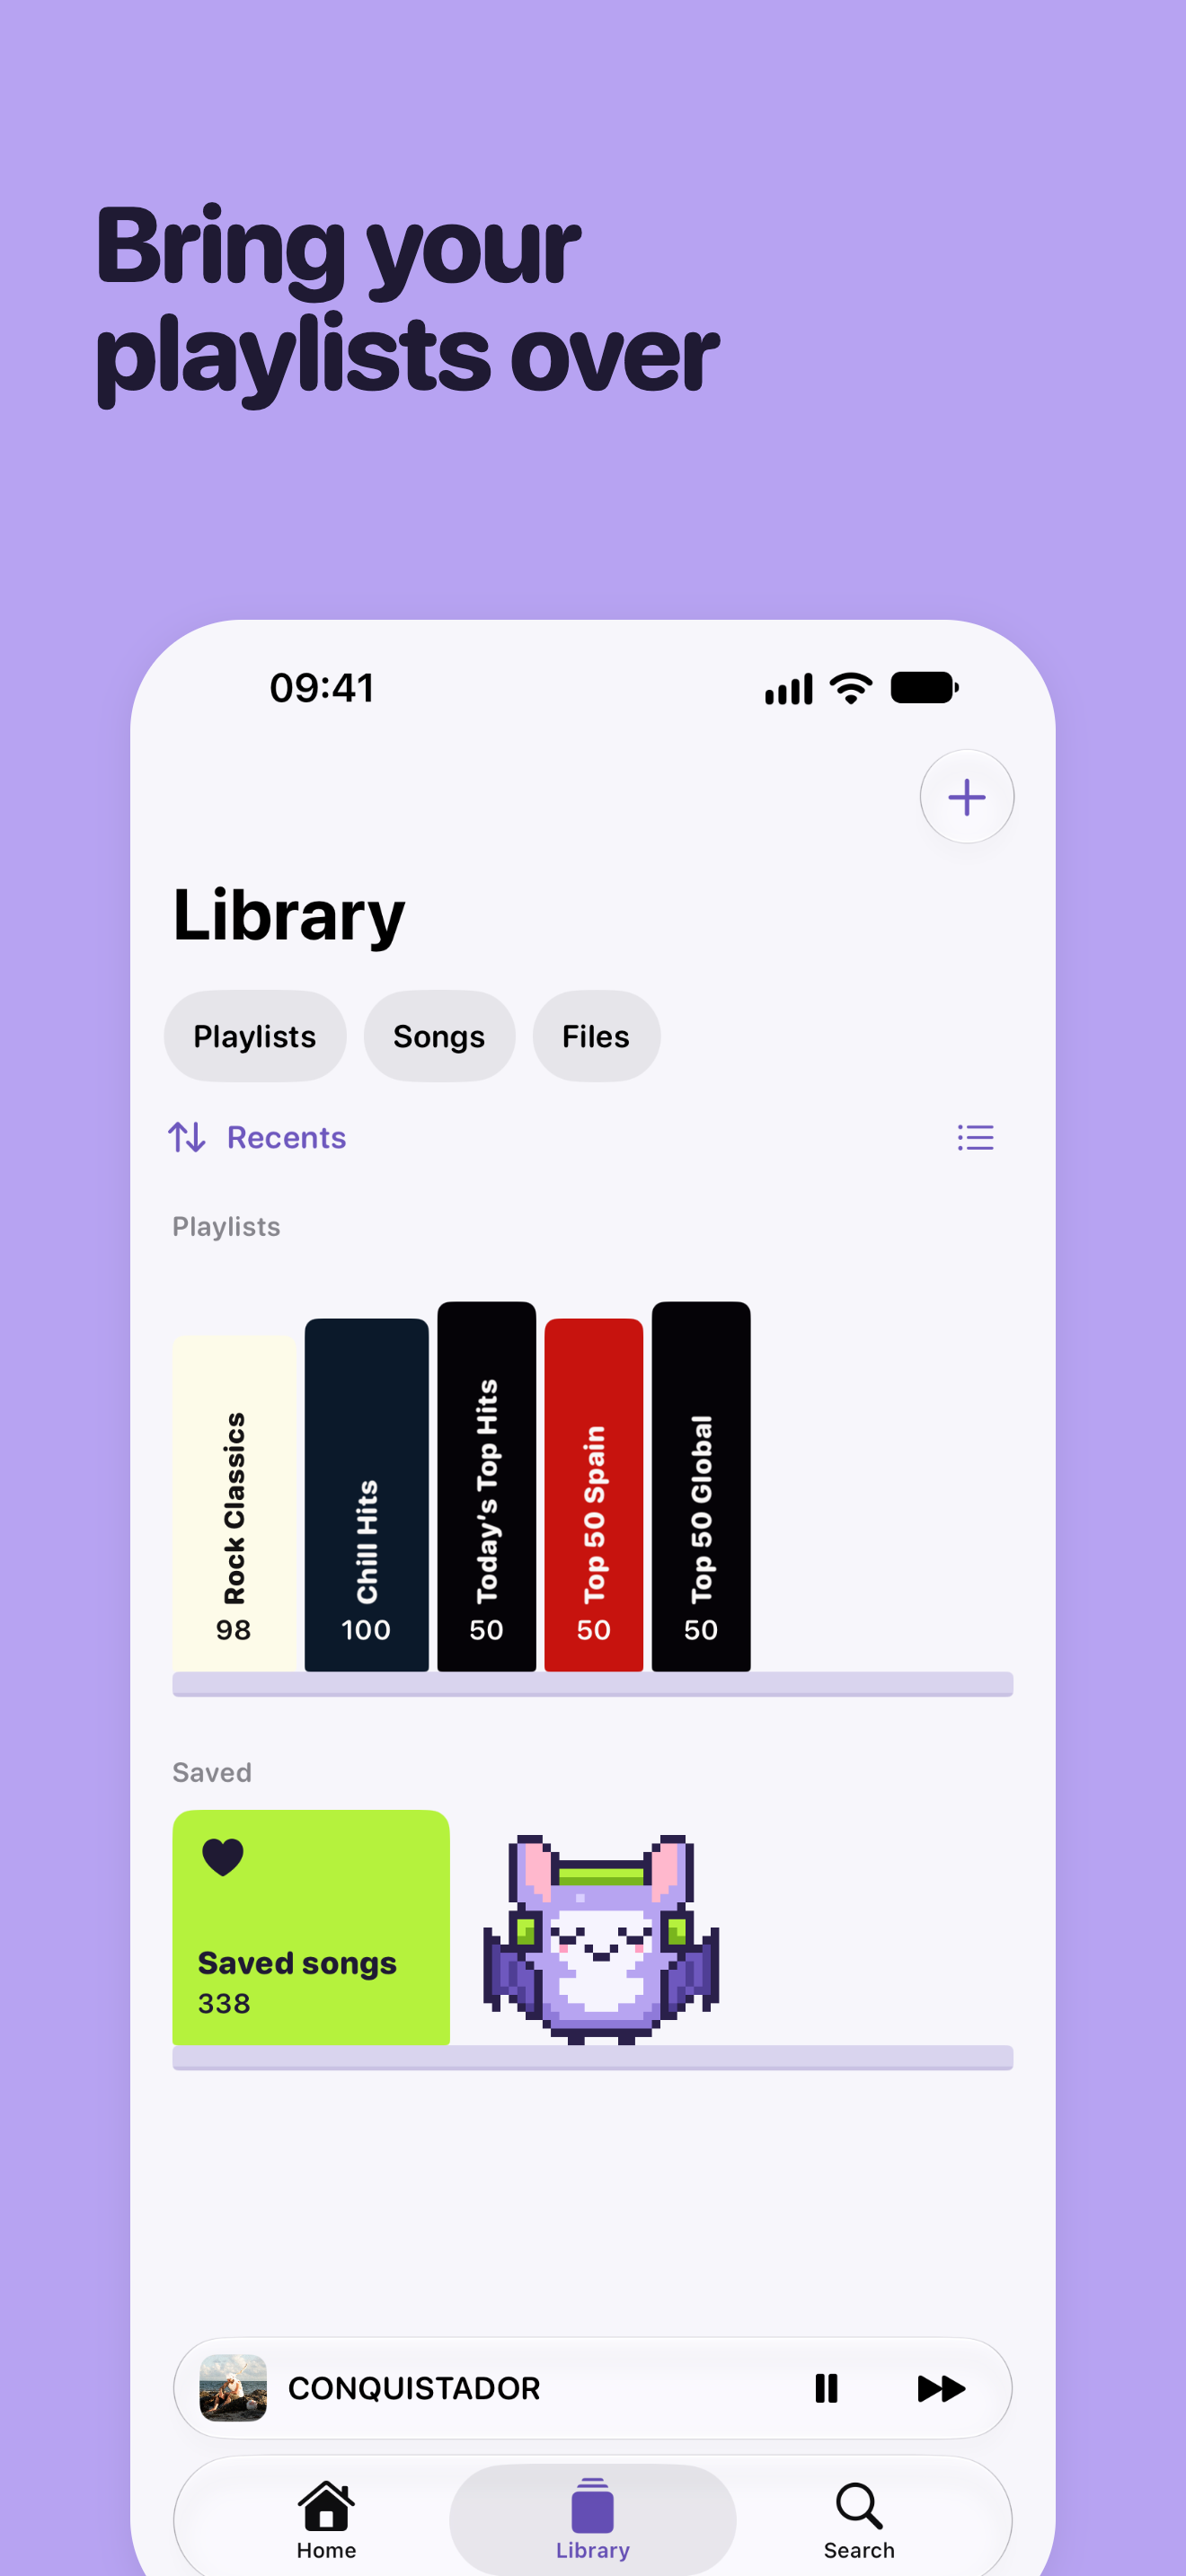 Bring your
playlists over
09:41
Library
Playlists Songs Files
Recents
Playlists
Rock Classics
98
Chill Hits
100
Today's Top Hits
50
Top 50 Spain
50
Top 50 Global
50
Saved
Saved songs
338
CONQUISTADOR
Home Library Search